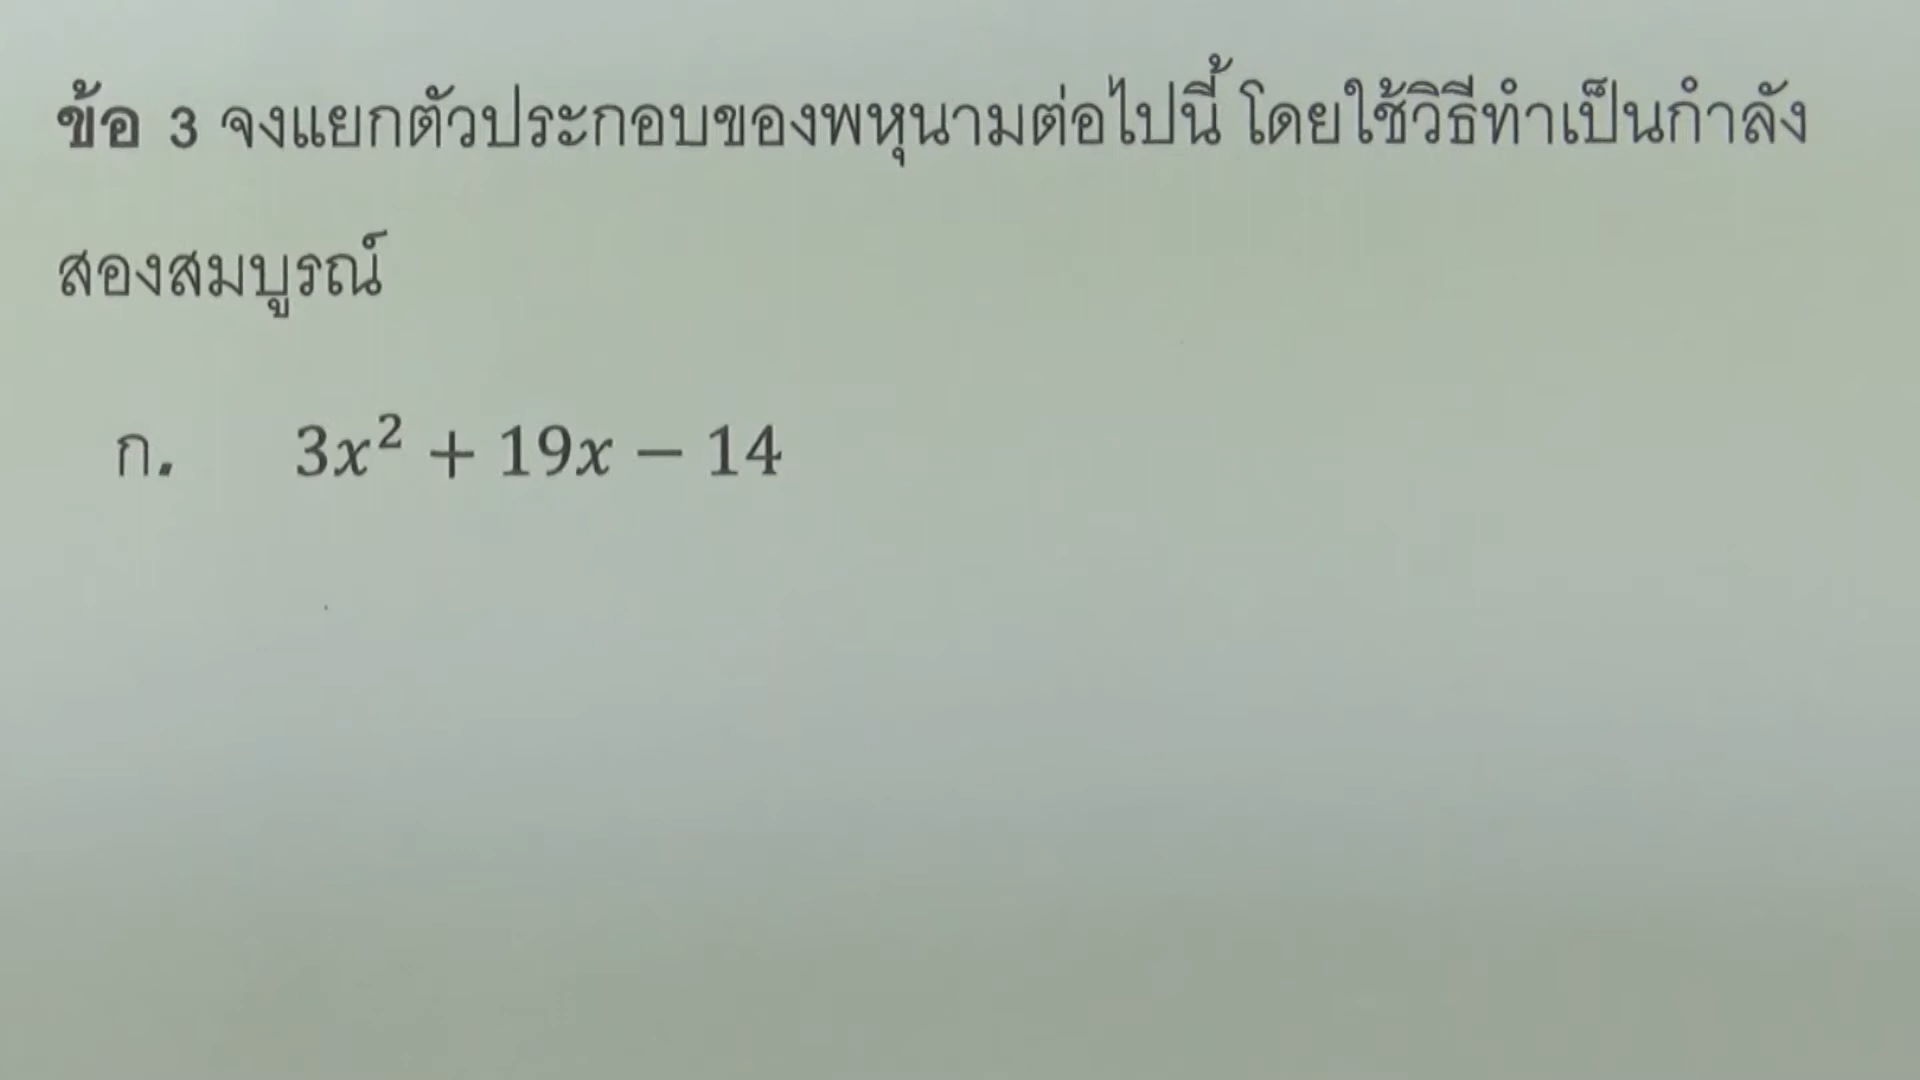 ข้อ 3 จงแยกตัวประกอบของพหุนามต่อไปนี้ โดยใช้วิธีทำเป็นกำลัง
สองสมบูรณ์
ก. 3x² + 19x − 14